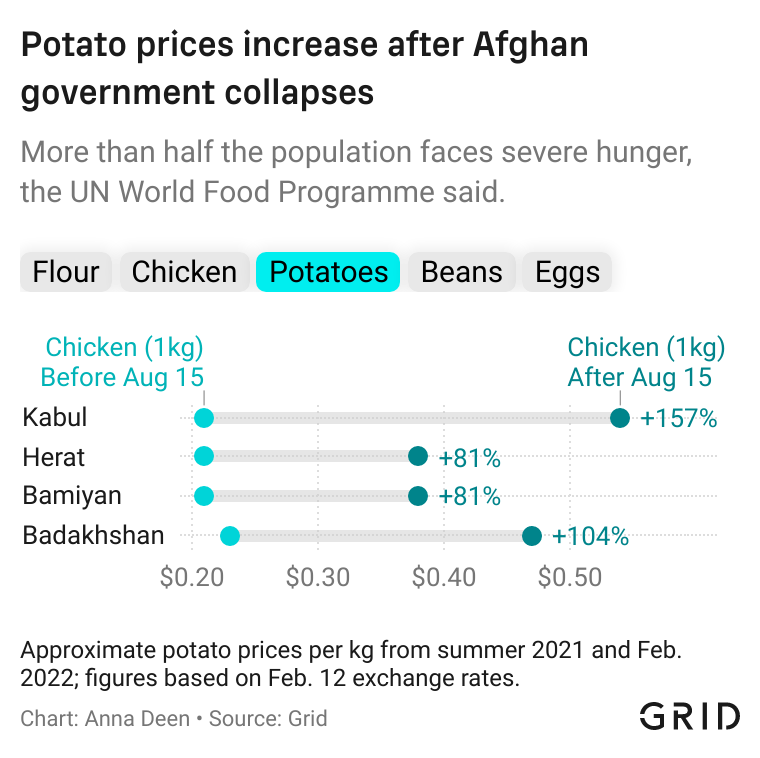 Potato prices increase after Afghan
government collapses
More than half the population faces severe hunger,
the UN World Food Programme said.
Flour Chicken Potatoes Beans Eggs
Chicken (1kg)
Before Aug 15
Chicken (1kg)
After Aug 15
Kabul +157%
Herat +81%
Bamiyan +81%
Badakhshan +104%
$0.20 $0.30 $0.40 $0.50
Approximate potato prices per kg from summer 2021 and Feb.
2022; figures based on Feb. 12 exchange rates.
Chart: Anna Deen • Source: Grid
GRID